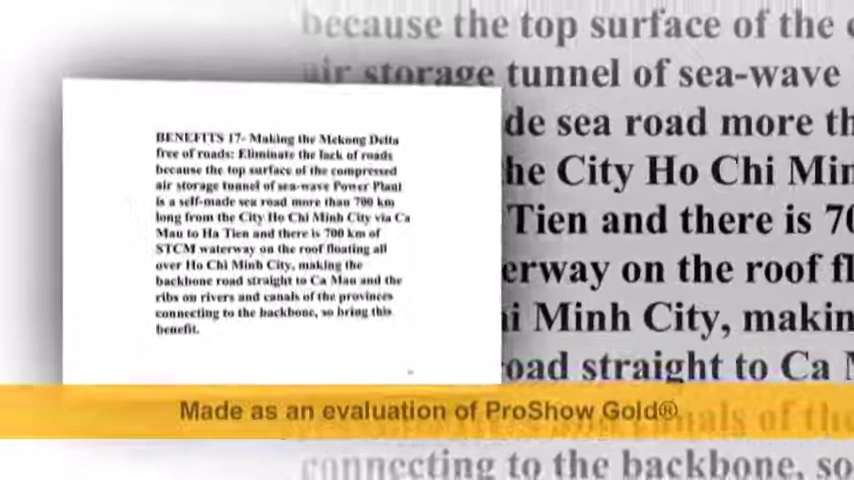 BENEFITS 17- Making the Mekong Delta
free of roads: Eliminate the lack of roads
because the top surface of the compressed
air storage tunnel of sea-wave Power Plant
is a self-made sea road more than 700 km
long from the City Ho Chi Minh City via Ca
Mau to Ha Tien and there is 700 km of
STCM waterway on the roof floating all
over Ho Chi Minh City, making the
backbone road straight to Ca Mau and the
ribs on rivers and canals of the provinces
connecting to the backbone, so bring this
benefit.
because the top surface of the
air storage tunnel of sea-wave
de sea road more
he City Ho Chi
Tien and there is
erway on the roof
Minh City,
oad straight to Ca
of
connecting to the backbone, so
Made as an evaluation of ProShow Gold®